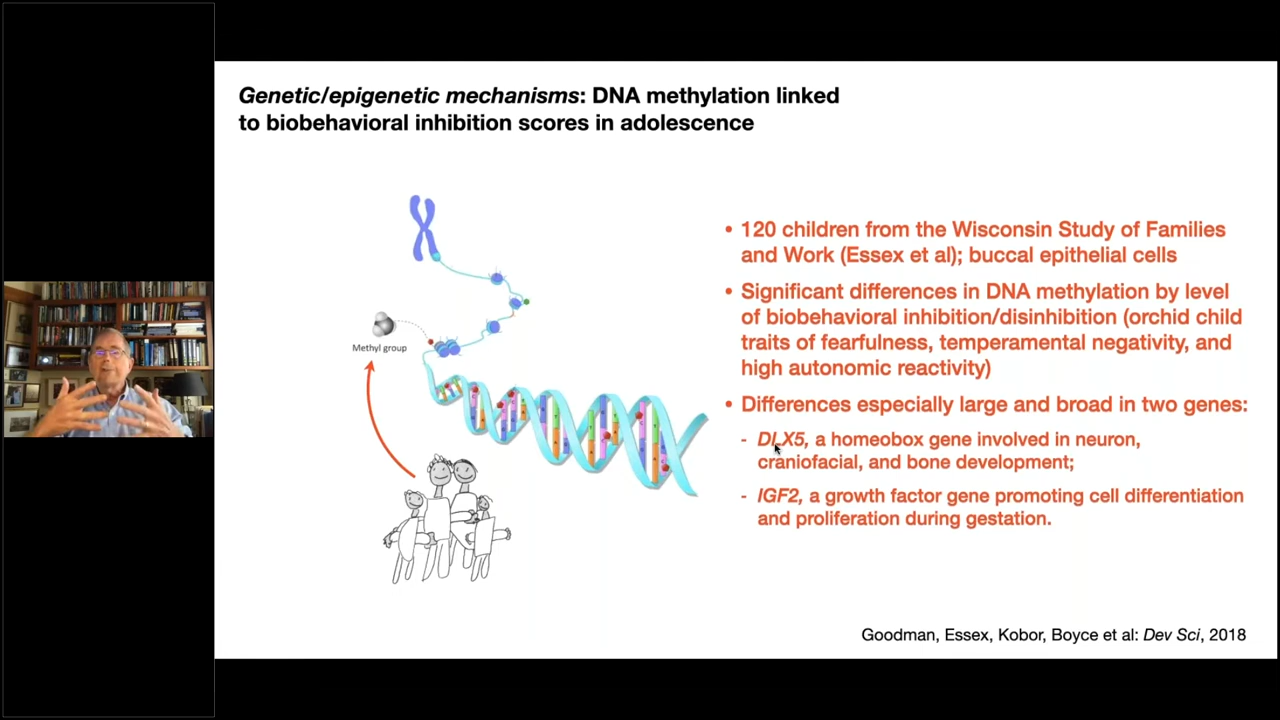 Genetic/epigenetic mechanisms: DNA methylation linked
to biobehavioral inhibition scores in adolescence
Methyl group
• 120 children from the Wisconsin Study of Families
and Work (Essex et al); buccal epithelial cells
• Significant differences in DNA methylation by level
of biobehavioral inhibition/disinhibition (orchid child
traits of fearfulness, temperamental negativity, and
high autonomic reactivity)
• Differences especially large and broad in two genes:
- DLX5, a homeobox gene involved in neuron,
craniofacial, and bone development;
- IGF2, a growth factor gene promoting cell differentiation
and proliferation during gestation.
Goodman, Essex, Kobor, Boyce et al: Dev Sci, 2018